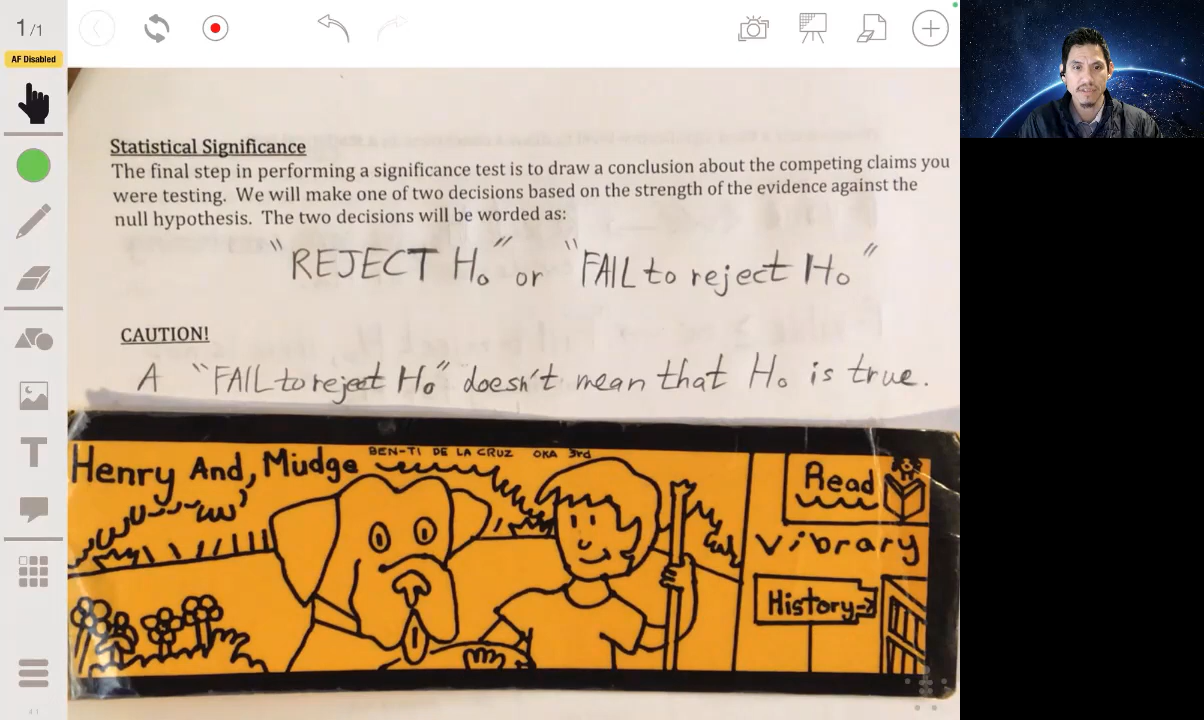 1/1
AF Disabled
Statistical Significance
The final step in performing a significance test is to draw a conclusion about the competing claims you
were testing. We will make one of two decisions based on the strength of the evidence against the
null hypothesis. The two decisions will be worded as:
"REJECT H₀" or "FAIL to reject H₀"
CAUTION!
A "FAIL to reject H₀" doesn't mean that H₀ is true.
Henry And, Mudge
BEN-TI DE LA CRUZ OKA 3rd
Read
Vibrary
History
T